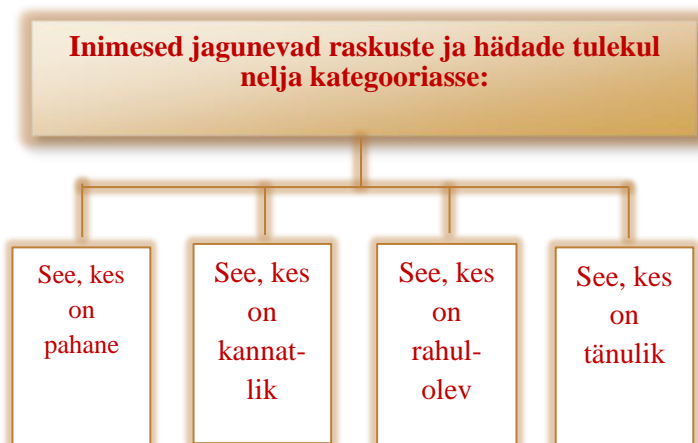 Inimesed jagunevad raskuste ja hädade tulekul
nelja kategooriasse:
See, kes
on
pahane
See, kes
on
kannat-
lik
See, kes
on
rahul-
olev
See, kes
on
tänulik